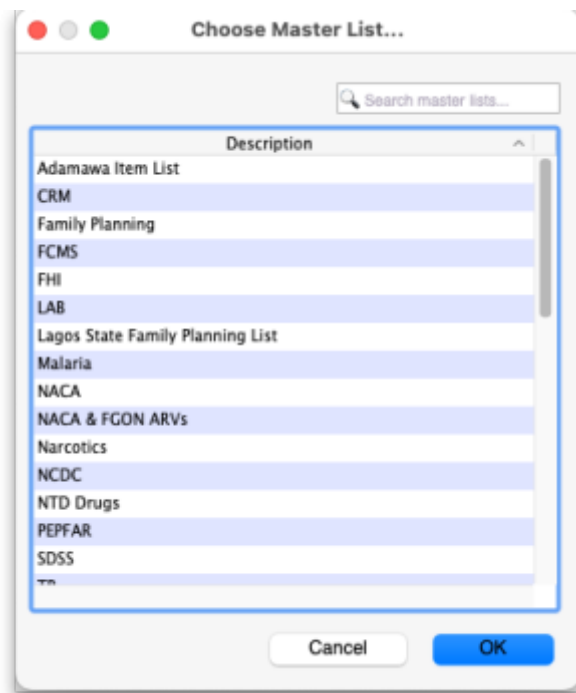 Choose Master List...
Search master lists...
Description
Adamawa Item List
CRM
Family Planning
FCMS
FHI
LAB
Lagos State Family Planning List
Malaria
NACA
NACA & FGON ARVs
Narcotics
NCDC
NTD Drugs
PEPFAR
SDSS
Cancel
OK